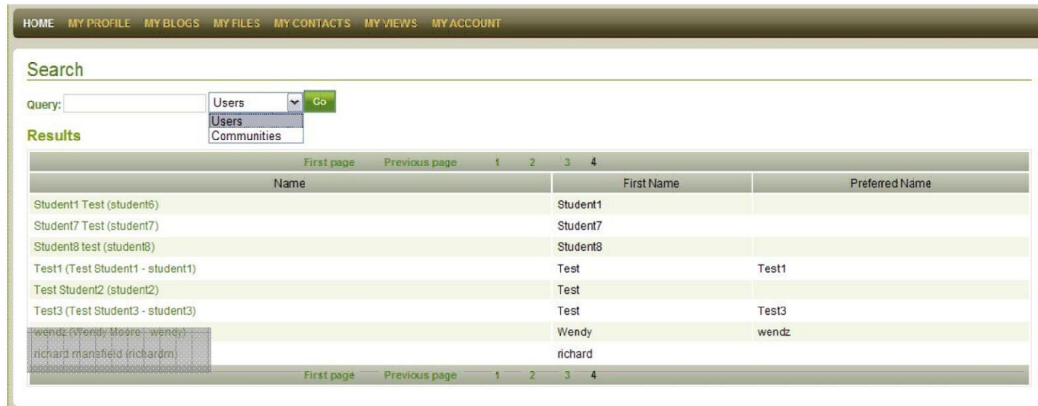 HOME MY PROFILE MY BLOGS MY FILES MY CONTACTS MY VIEWS MY ACCOUNT
Search
Query: Users Go
Users
Results Communities
First page Previous page 1 2 3 4
Name First Name Preferred Name
Student1 Test (student6) Student1
Student7 Test (student7) Student7
Student8 test (student8) Student8
Test1 (Test Student1 - student1) Test Test1
Test Student2 (student2) Test
Test3 (Test Student3 - student3) Test Test3
wendz (Wendy Moore - wendy) Wendy wendz
richard mansfield (richardm) richard
First page Previous page 1 2 3 4